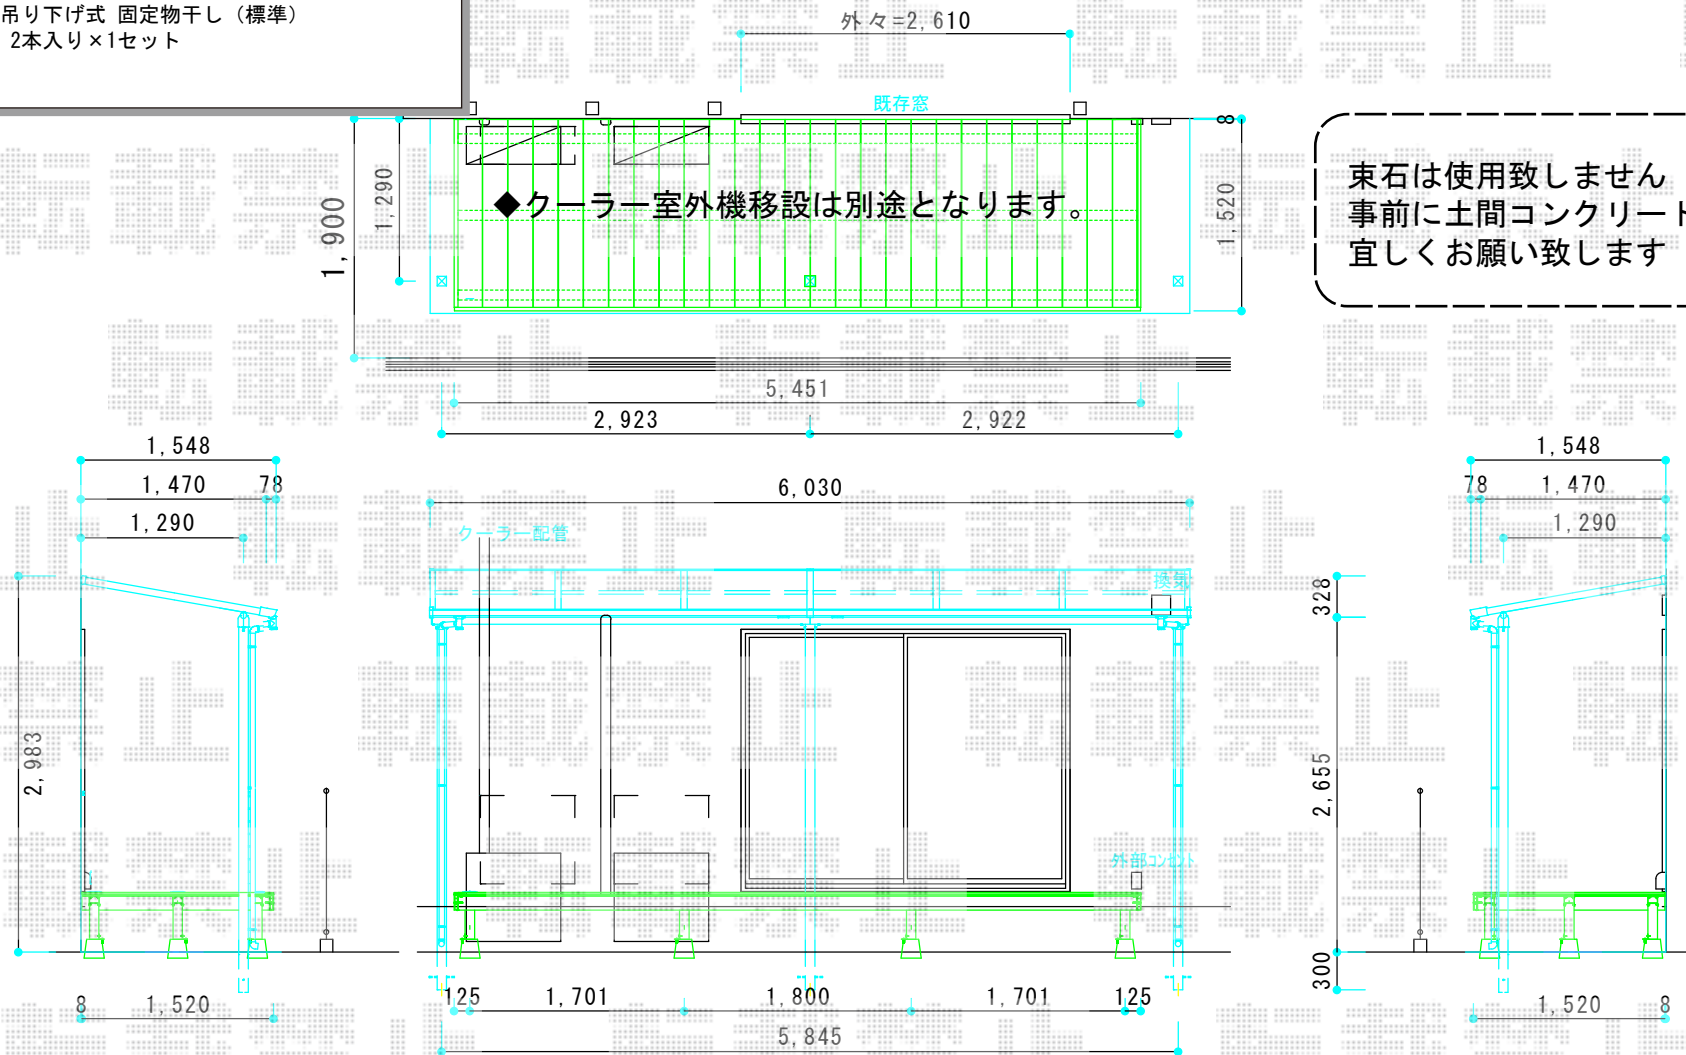 吊り下げ式 固定物干し（標準）
2本入り×1セット
外々=2,610
既存窓
8
1,900
1,290
1,520
◆クーラー室外機移設は別途となります。
束石は使用致しません
事前に土間コンクリート
宜しくお願い致します
5,451
2,923
2,922
1,548
1,470
78
1,290
6,030
1,548
78
1,470
1,290
クーラー配管
換気
328
2,983
2,655
外部コンセント
300
8
1,520
125
1,701
1,800
1,701
125
5,845
1,520
8
転載禁止